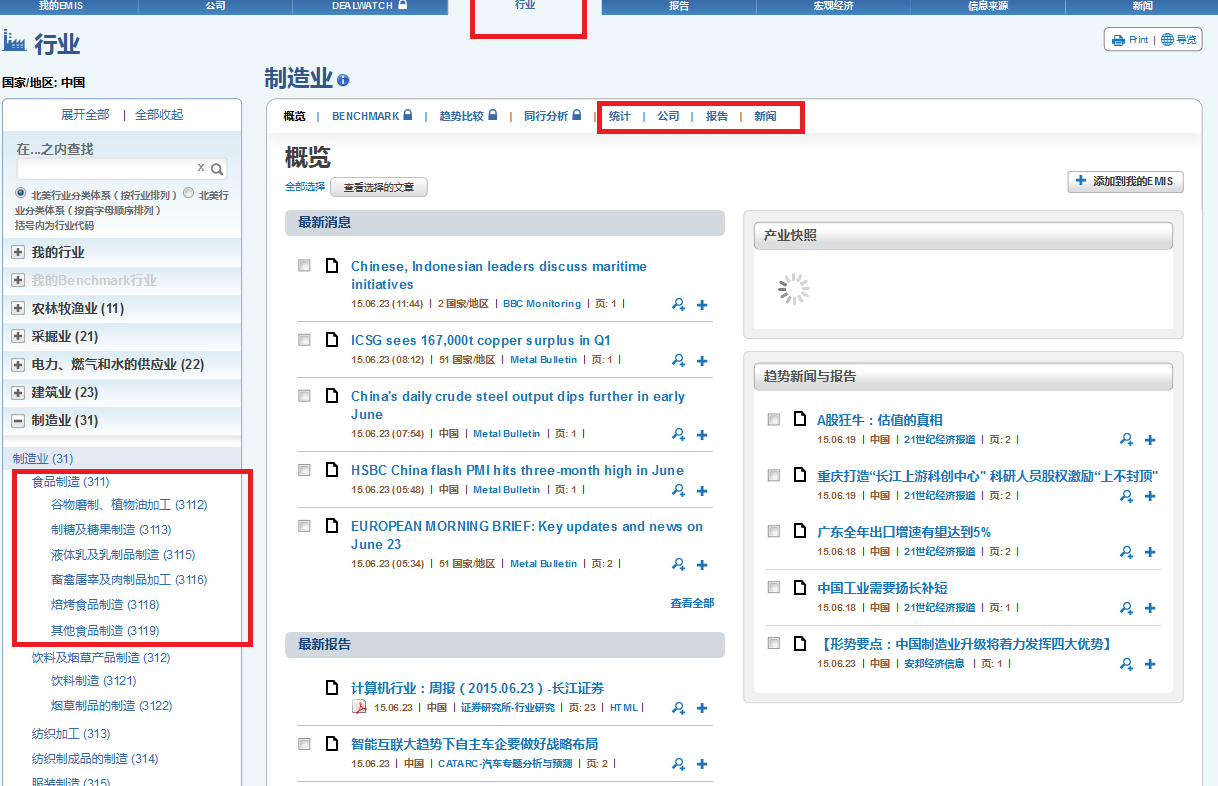 我的EMIS
公司
DEALWATCH
行业
报告
宏观经济
信息来源
新闻
行业
Print | 导览
国家/地区: 中国
展开全部 | 全部收起
在...之内查找
x
北美行业分类体系（按行业排列） 北美行
业分类体系（按首字母顺序排列）
括号内为行业代码
我的行业
我的Benchmark行业
农林牧渔业 (11)
采掘业 (21)
电力、燃气和水的供应业 (22)
建筑业 (23)
制造业 (31)
制造业 (31)
食品制造 (311)
谷物磨制、植物油加工 (3112)
制糖及糖果制造 (3113)
液体乳及乳制品制造 (3115)
畜禽屠宰及肉制品加工 (3116)
焙烤食品制造 (3118)
其他食品制造 (3119)
饮料及烟草产品制造 (312)
饮料制造 (3121)
烟草制品的制造 (3122)
纺织加工 (313)
纺织制成品的制造 (314)
服装制造 (315)
制造业
概览 | BENCHMARK | 趋势比较 | 同行分析 | 统计 | 公司 | 报告 | 新闻
概览
全部选择 查看选择的文章
添加到我的EMIS
最新消息
Chinese, Indonesian leaders discuss maritime
initiatives
15.06.23 (11:44) | 2 国家/地区 | BBC Monitoring | 页: 1 |
ICSG sees 167,000t copper surplus in Q1
15.06.23 (08:12) | 51 国家/地区 | Metal Bulletin | 页: 1 |
China's daily crude steel output dips further in early
June
15.06.23 (07:54) | 中国 | Metal Bulletin | 页: 1 |
HSBC China flash PMI hits three-month high in June
15.06.23 (05:48) | 中国 | Metal Bulletin | 页: 1 |
EUROPEAN MORNING BRIEF: Key updates and news on
June 23
15.06.23 (05:34) | 51 国家/地区 | Metal Bulletin | 页: 2 |
查看全部
最新报告
计算机行业：周报（2015.06.23）-长江证券
15.06.23 | 中国 | 证券研究所-行业研究 | 页: 23 | HTML |
智能互联大趋势下自主车企要做好战略布局
15.06.23 | 中国 | CATARC-汽车专题分析与预测 | 页: 2 |
产业快照
趋势新闻与报告
A股狂牛：估值的真相
15.06.19 | 中国 | 21世纪经济报道 | 页: 2 |
重庆打造“长江上游科创中心” 科研人员股权激励“上不封顶”
15.06.19 | 中国 | 21世纪经济报道 | 页: 2 |
广东全年出口增速有望达到5%
15.06.18 | 中国 | 21世纪经济报道 | 页: 2 |
中国工业需要扬长补短
15.06.18 | 中国 | 21世纪经济报道 | 页: 1 |
【形势要点：中国制造业升级将着力发挥四大优势】
15.06.23 | 中国 | 安邦经济信息 | 页: 1 |